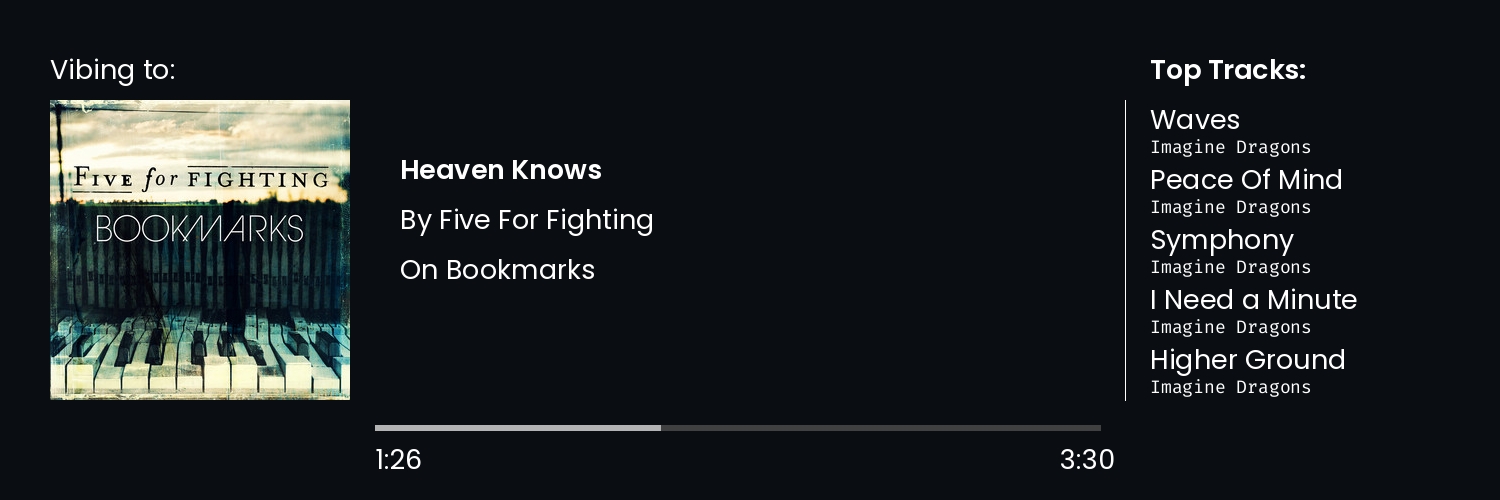 Vibing to:
FIVE for FIGHTING
BOOKMARKS
Heaven Knows
By Five For Fighting
On Bookmarks
1:26
3:30
Top Tracks:
Waves
Imagine Dragons
Peace Of Mind
Imagine Dragons
Symphony
Imagine Dragons
I Need a Minute
Imagine Dragons
Higher Ground
Imagine Dragons